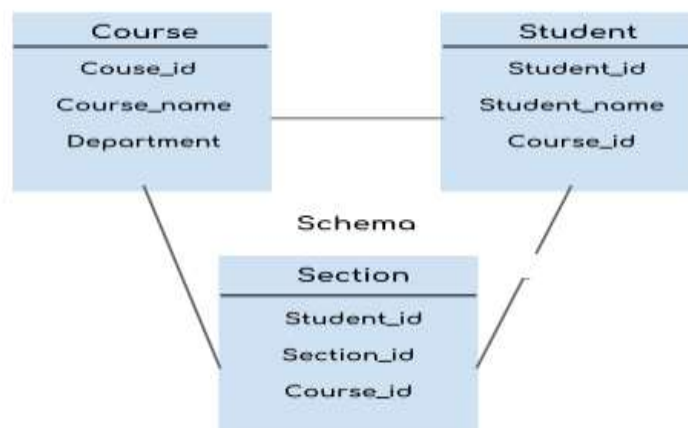 Course
Couse_id
Course_name
Department
Student
Student_id
Student_name
Course_id
Schema
Section
Student_id
Section_id
Course_id